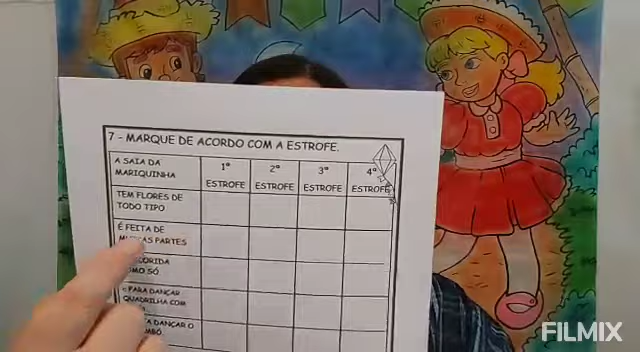 7 - MARQUE DE ACORDO COM A ESTROFE.
A SAIA DA
MARIQUINHA
1ª
ESTROFE
2ª
ESTROFE
3ª
ESTROFE
4ª
ESTROFE
TEM FLORES DE
TODO TIPO
É FEITA DE
PARTES
SÓ
PARA DANÇAR
QUADRILHA COM
DANÇAR O
FILMIX